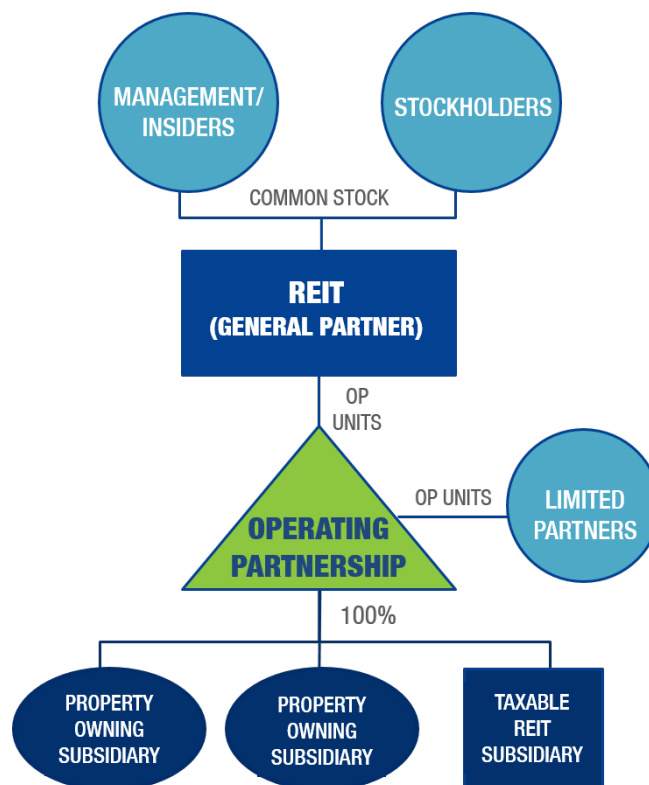 MANAGEMENT/
INSIDERS
STOCKHOLDERS
COMMON STOCK
REIT
(GENERAL PARTNER)
OP
UNITS
OP UNITS
LIMITED
PARTNERS
OPERATING
PARTNERSHIP
100%
PROPERTY
OWNING
SUBSIDIARY
PROPERTY
OWNING
SUBSIDIARY
TAXABLE
REIT
SUBSIDIARY